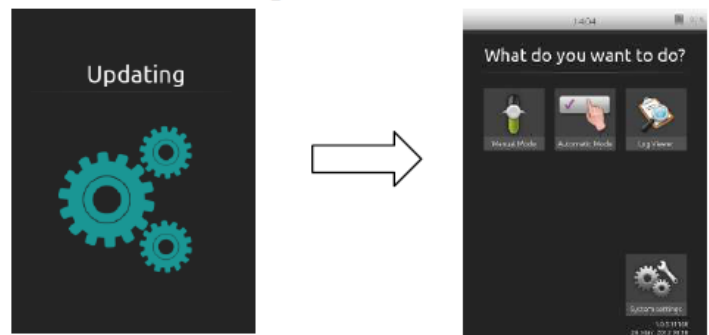 Updating
14:04
What do you want to do?
Manual Mode
Automatic Mode
Log Viewer
System settings